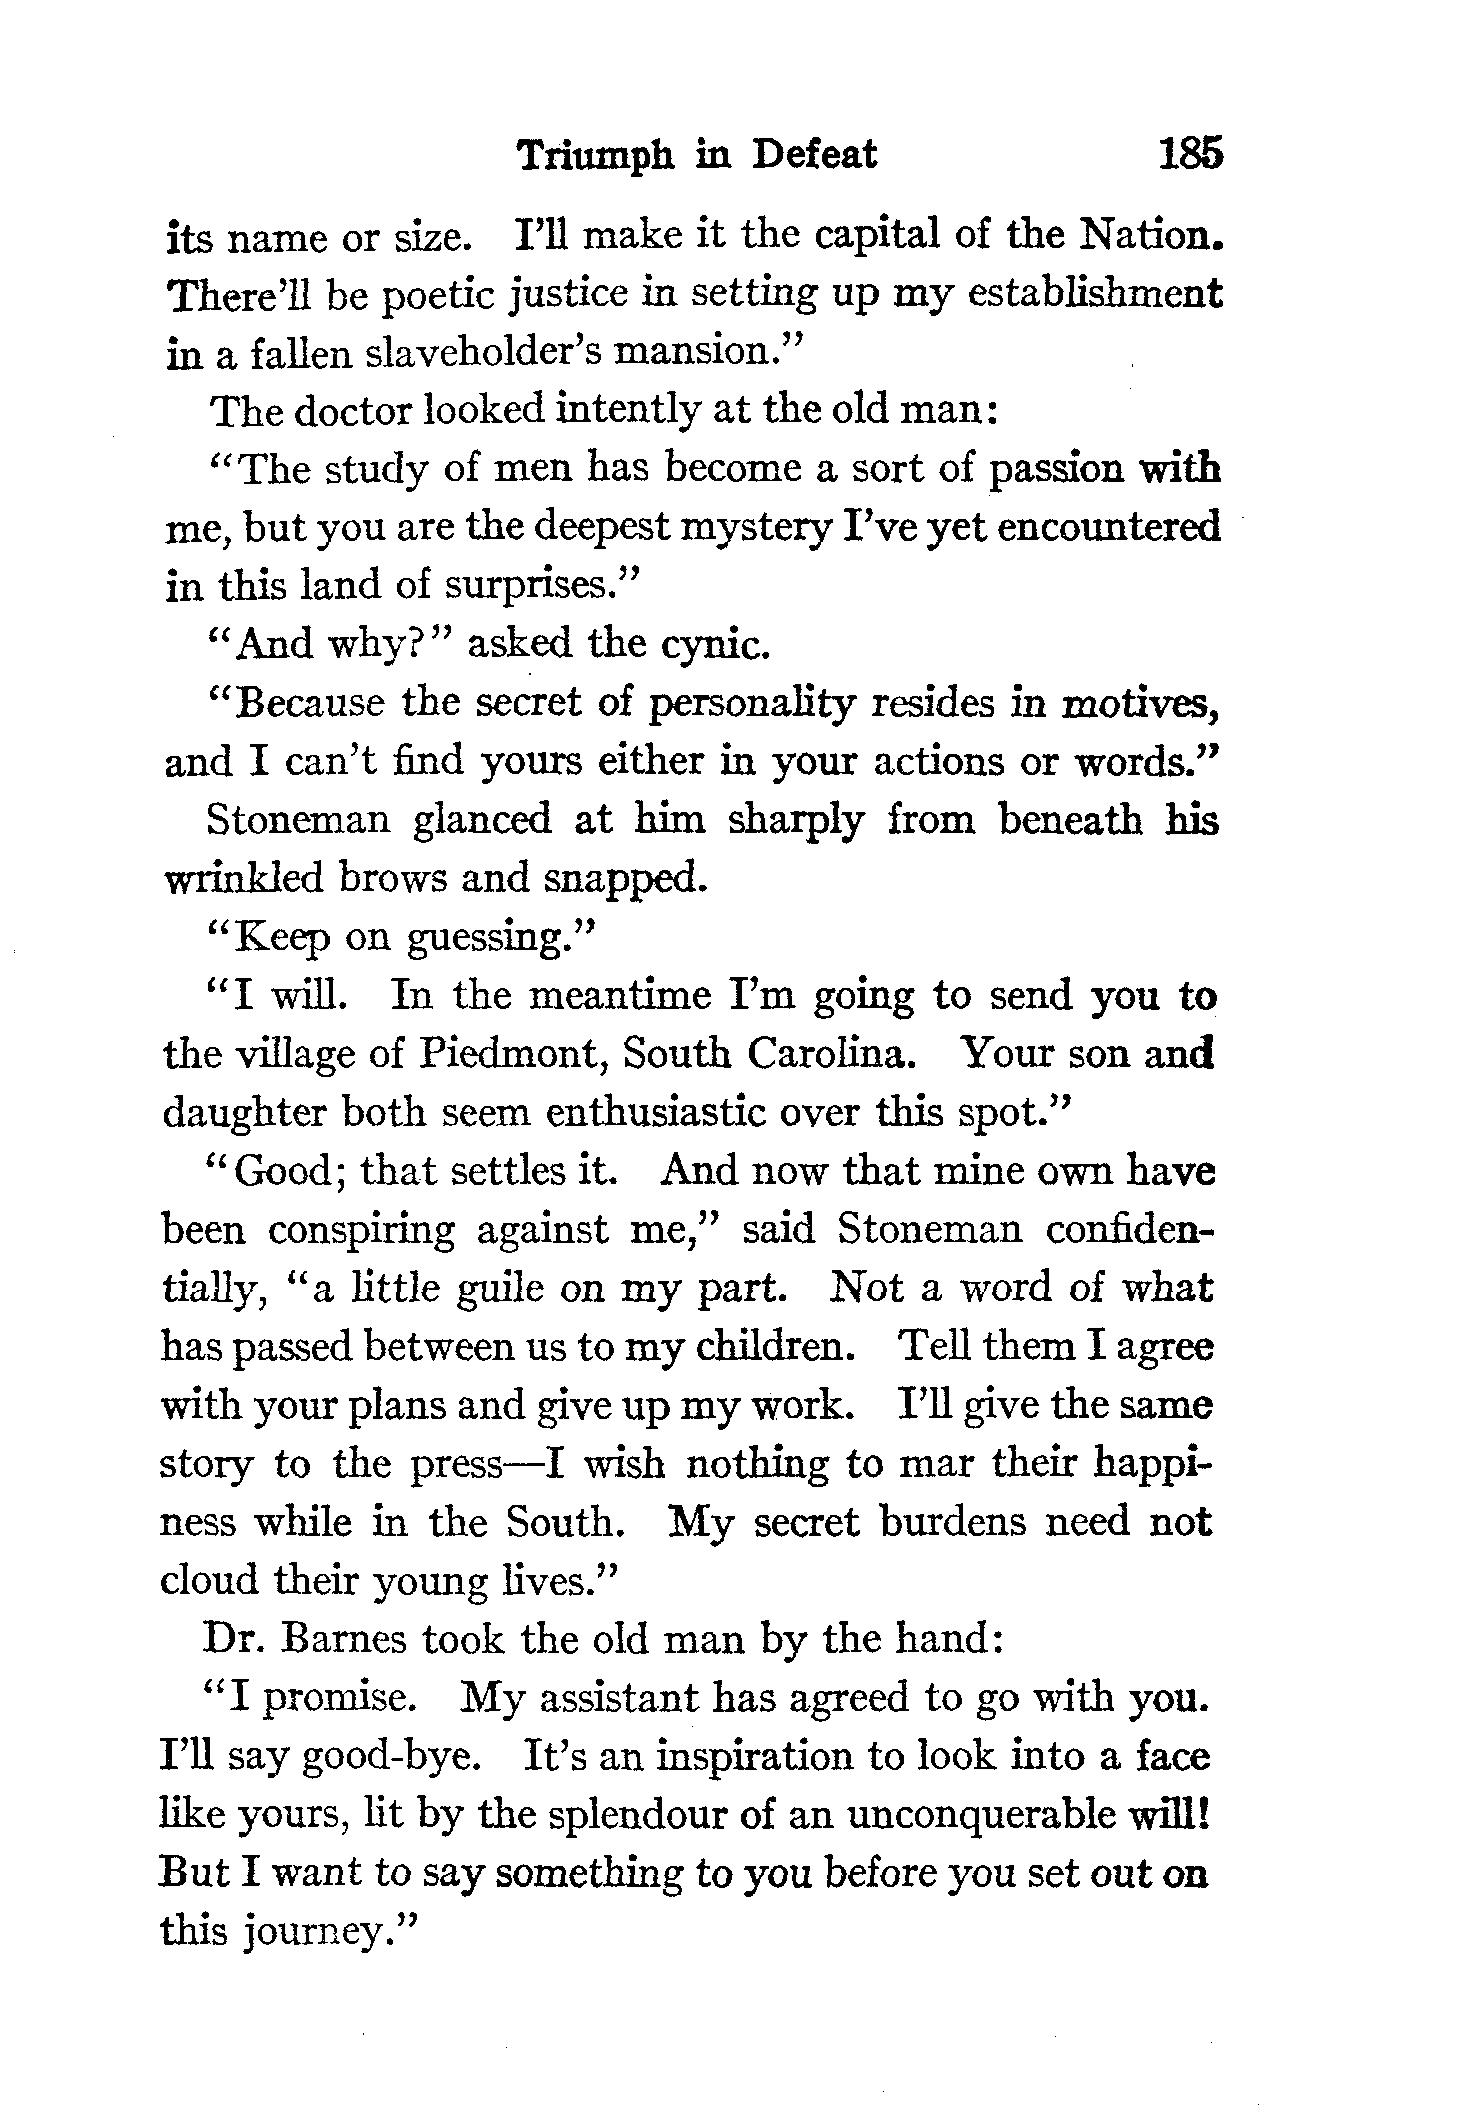 Triumph in Defeat 185
its name or size. I'll make it the capital of the Nation.
There'll be poetic justice in setting up my establishment
in a fallen slaveholder's mansion."
The doctor looked intently at the old man:
"The study of men has become a sort of passion with
me, but you are the deepest mystery I've yet encountered
in this land of surprises."
"And why?" asked the cynic.
"Because the secret of personality resides in motives,
and I can't find yours either in your actions or words."
Stoneman glanced at him sharply from beneath his
wrinkled brows and snapped.
"Keep on guessing."
"I will. In the meantime I'm going to send you to
the village of Piedmont, South Carolina. Your son and
daughter both seem enthusiastic over this spot."
"Good; that settles it. And now that mine own have
been conspiring against me," said Stoneman confiden-
tially, "a little guile on my part. Not a word of what
has passed between us to my children. Tell them I agree
with your plans and give up my work. I'll give the same
story to the press—I wish nothing to mar their happi-
ness while in the South. My secret burdens need not
cloud their young lives."
Dr. Barnes took the old man by the hand:
"I promise. My assistant has agreed to go with you.
I'll say good-bye. It's an inspiration to look into a face
like yours, lit by the splendour of an unconquerable will!
But I want to say something to you before you set out on
this journey."